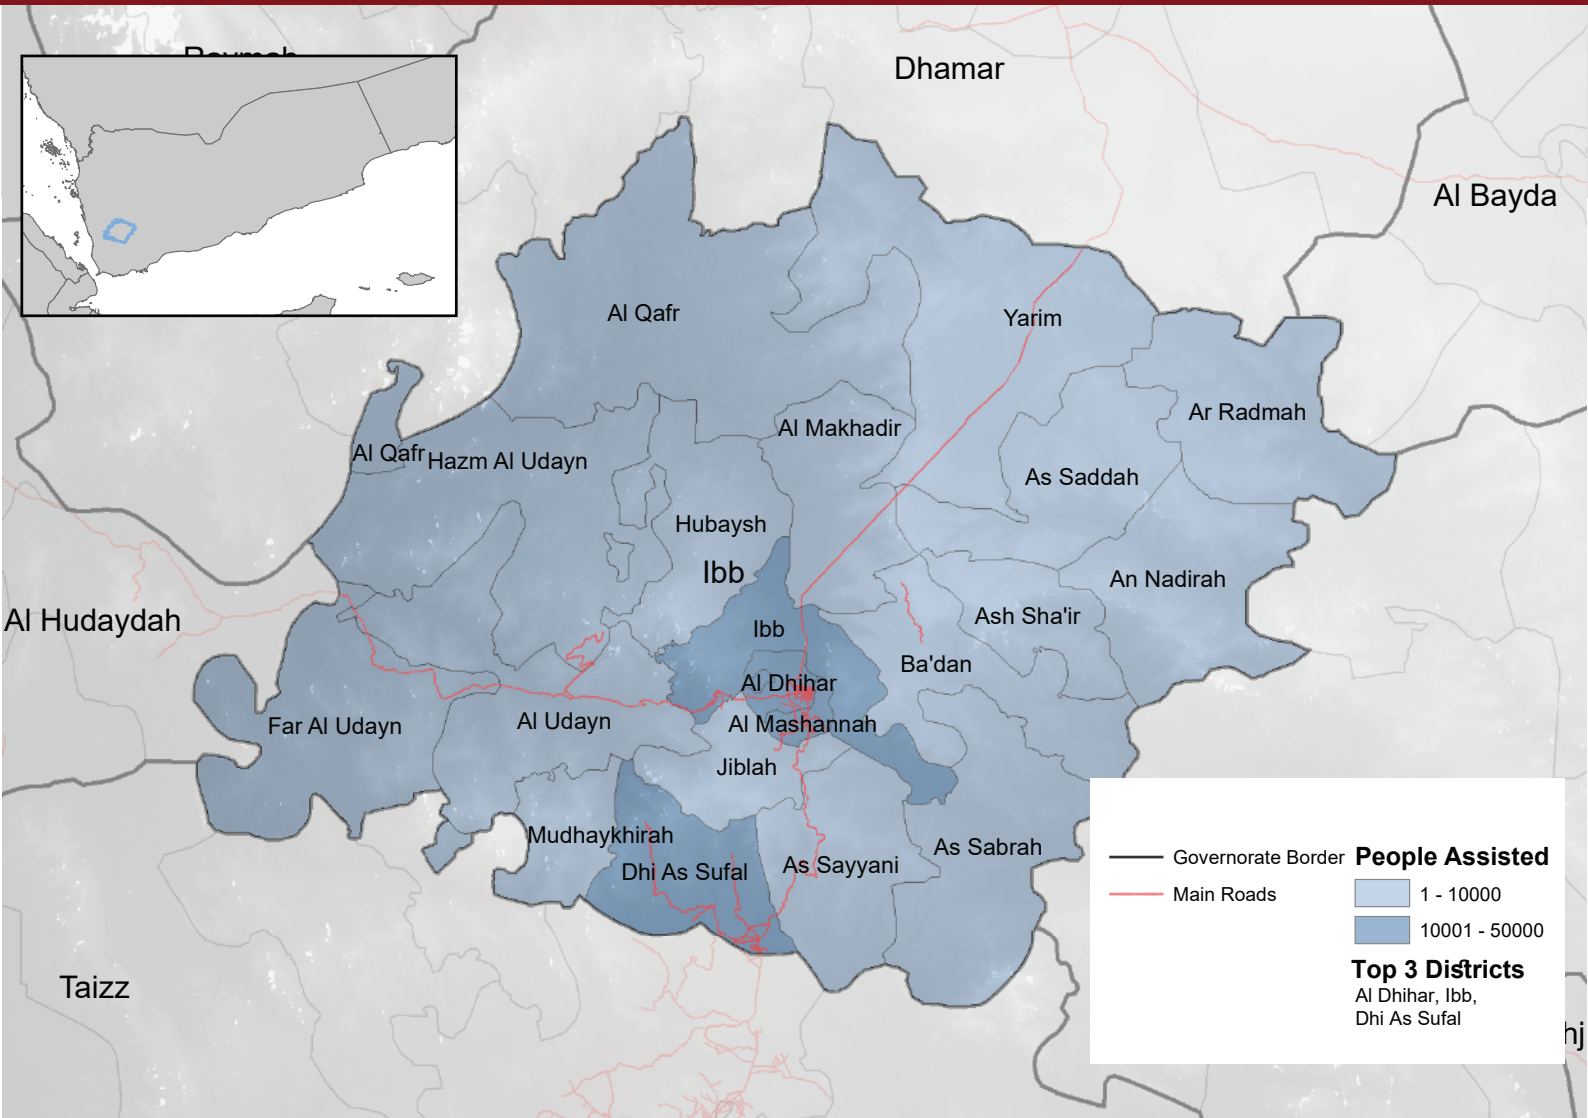 Dhamar
Al Bayda
Al Qafr
Yarim
Ar Radmah
Al Makhadir
Al Qafr
Hazm Al Udayn
As Saddah
Hubaysh
Ibb
An Nadirah
Al Hudaydah
Ibb
Ash Sha'ir
Ba'dan
Al Dhihar
Far Al Udayn
Al Udayn
Al Mashannah
Jiblah
Mudhaykhirah
Dhi As Sufal
As Sayyani
As Sabrah
Taizz
Governorate Border
Main Roads
People Assisted
1 - 10000
10001 - 50000
Top 3 Districts
Al Dhihar, Ibb,
Dhi As Sufal
hj